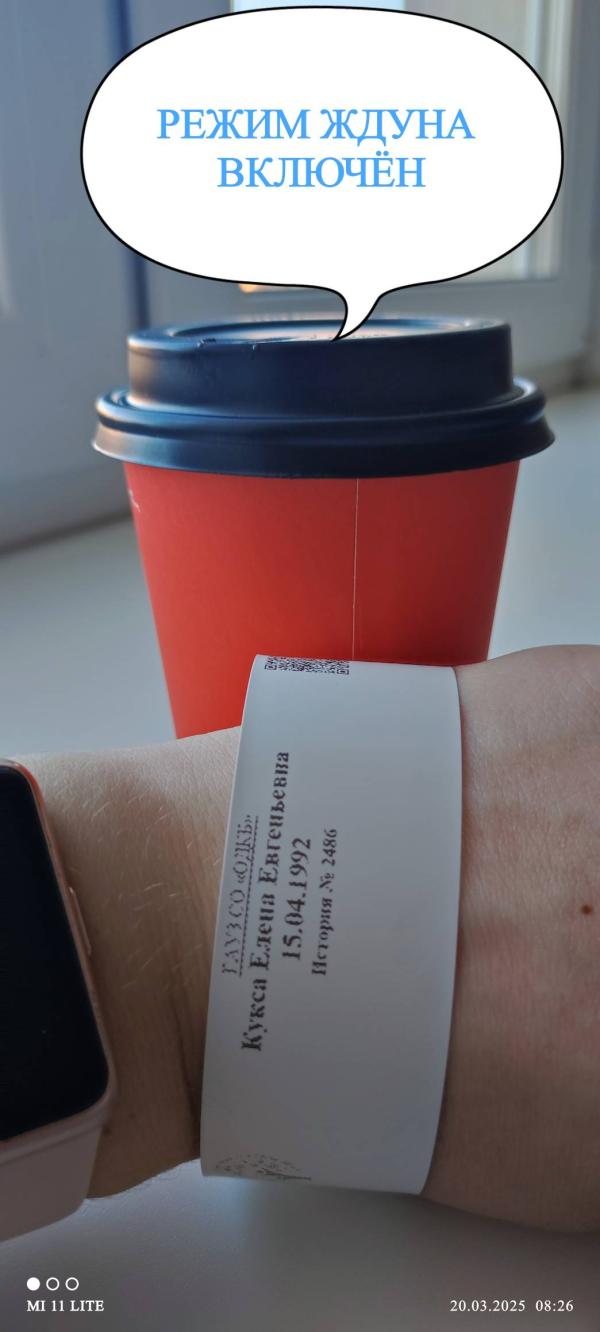 РЕЖИМ ЖДУНА
ВКЛЮЧЁН
ГАУЗ СО «ОДКБ»
Кукса Елена Евгеньевна
15.04.1992
История № 2486
MI 11 LITE
20.03.2025 08:26